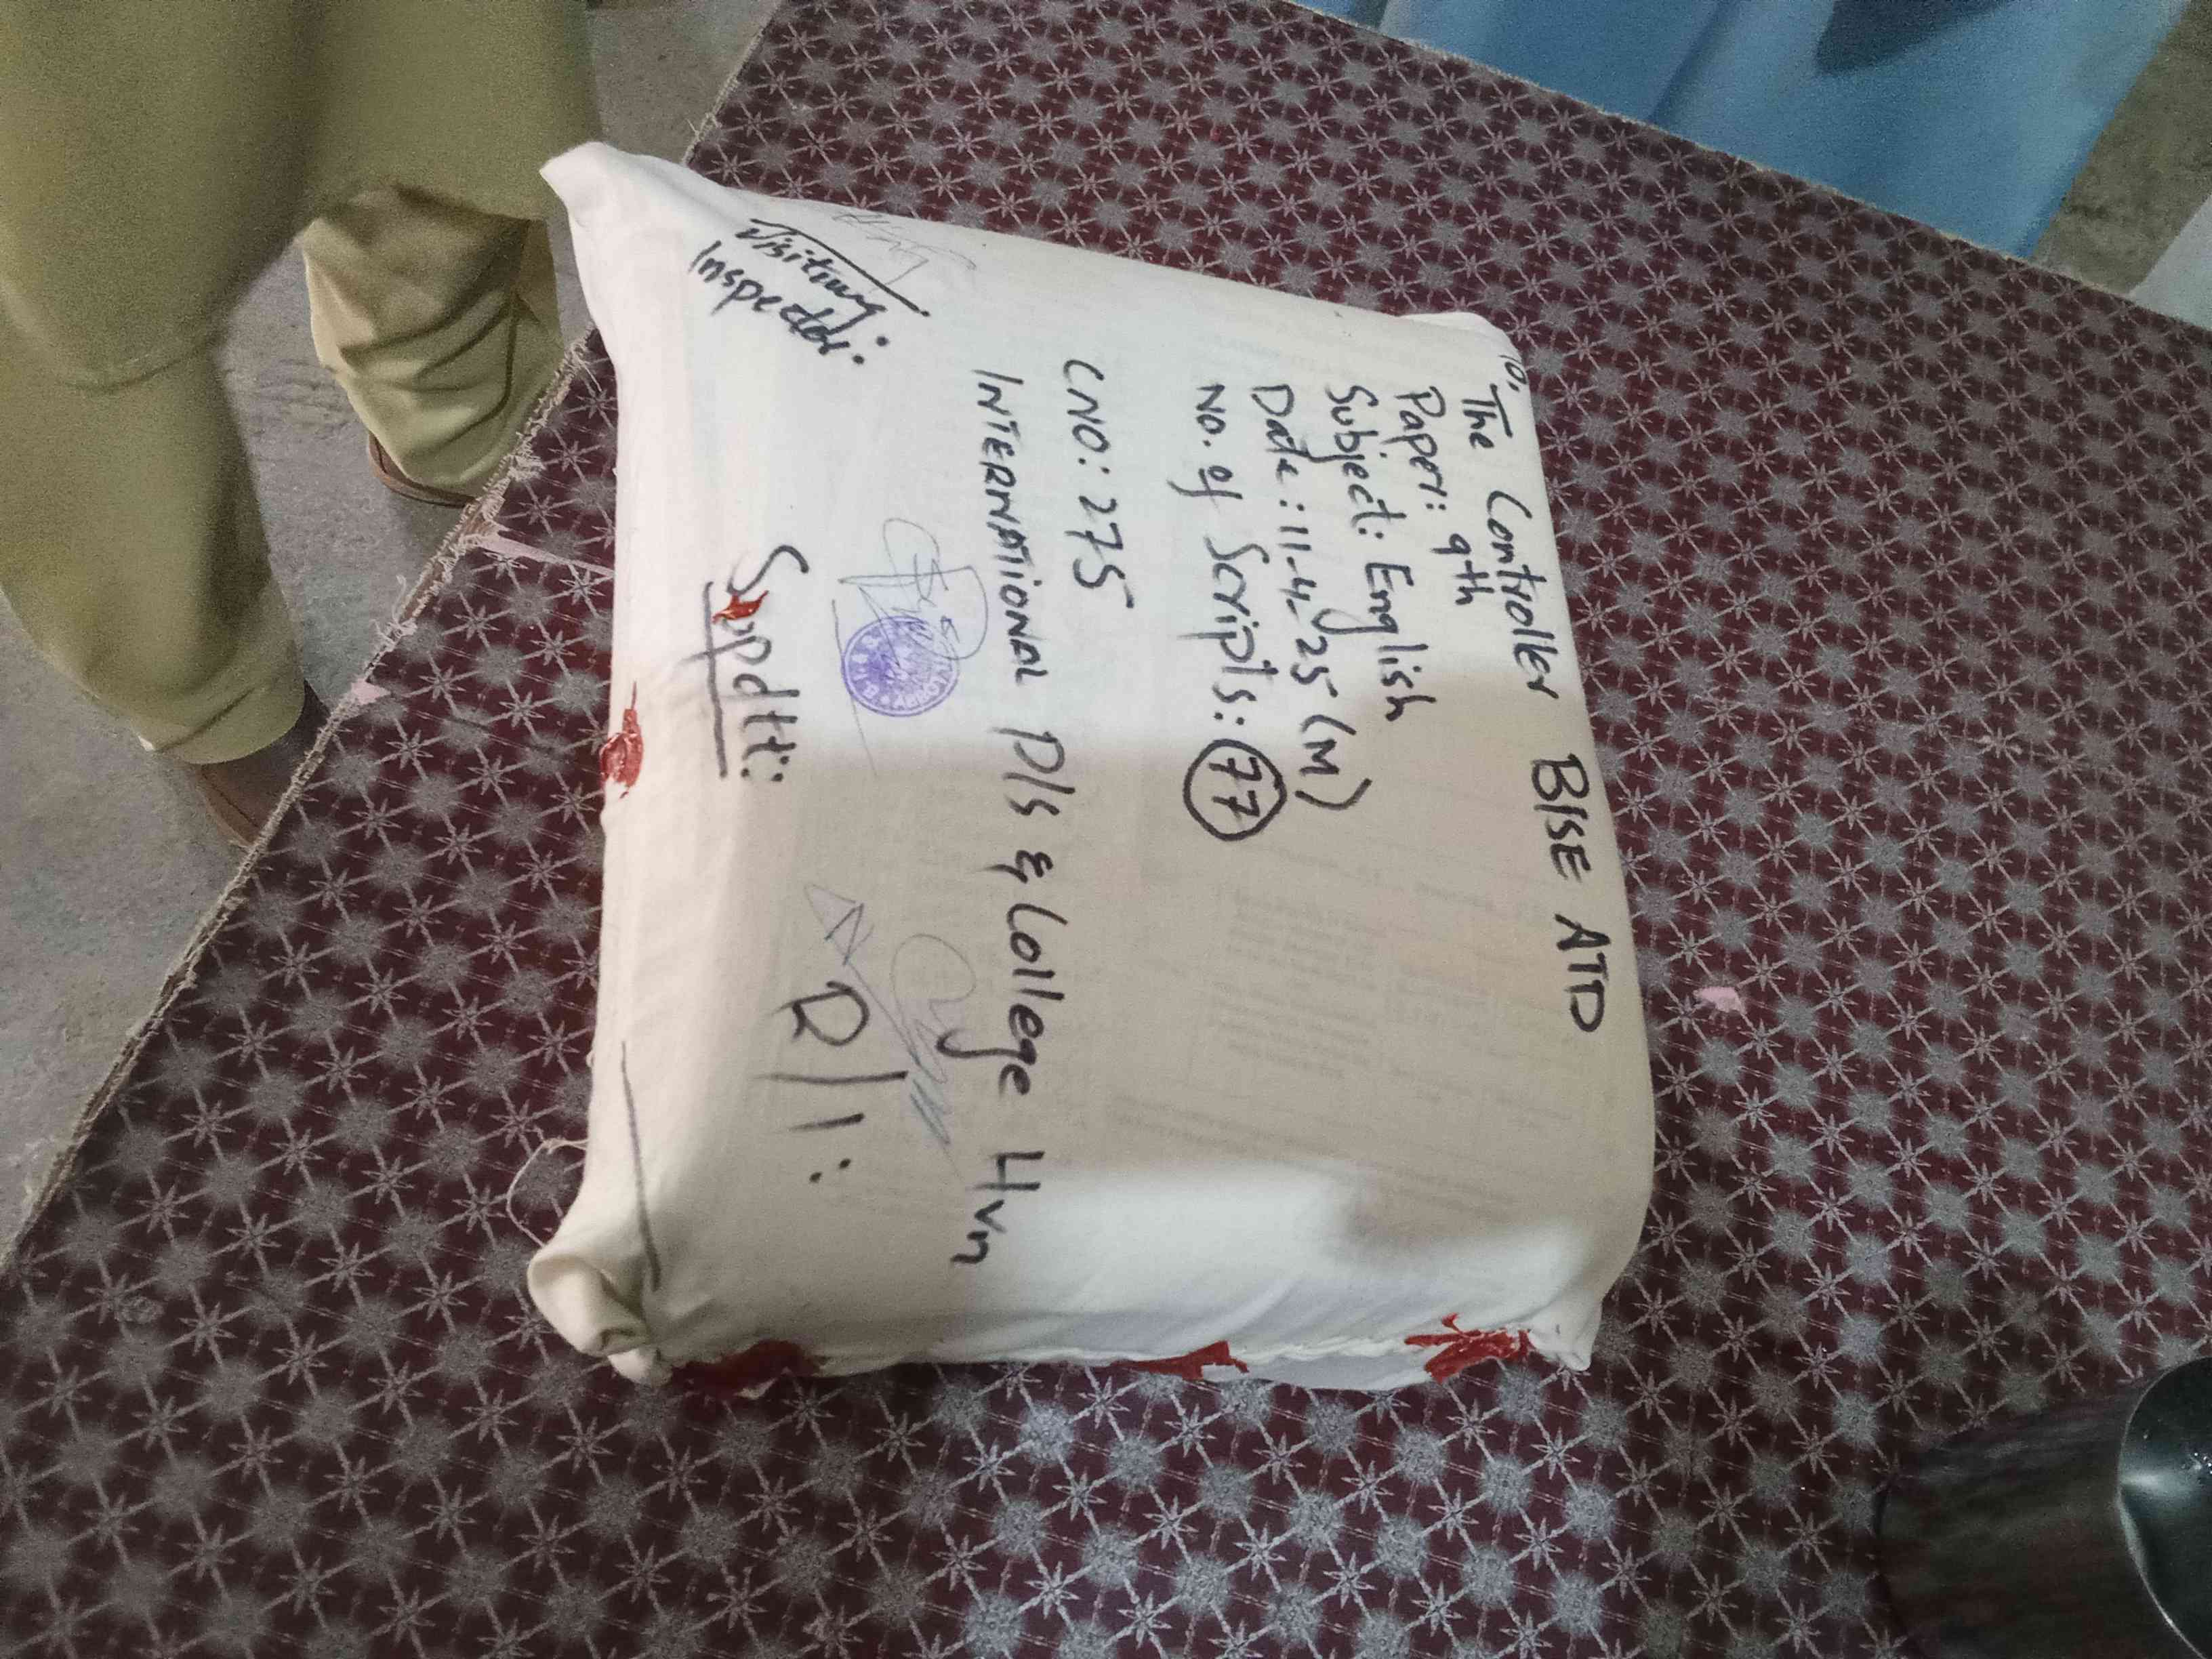 To,
The Controller BISE ATD
Paper: 9th
Subject: English
Date: 11-4-25 (M)
No. of Scripts: 77
CNO: 275
INTERNATIONAL P/S & College Hvn
Visiting
Inspector:
Supdtt:
R/I: